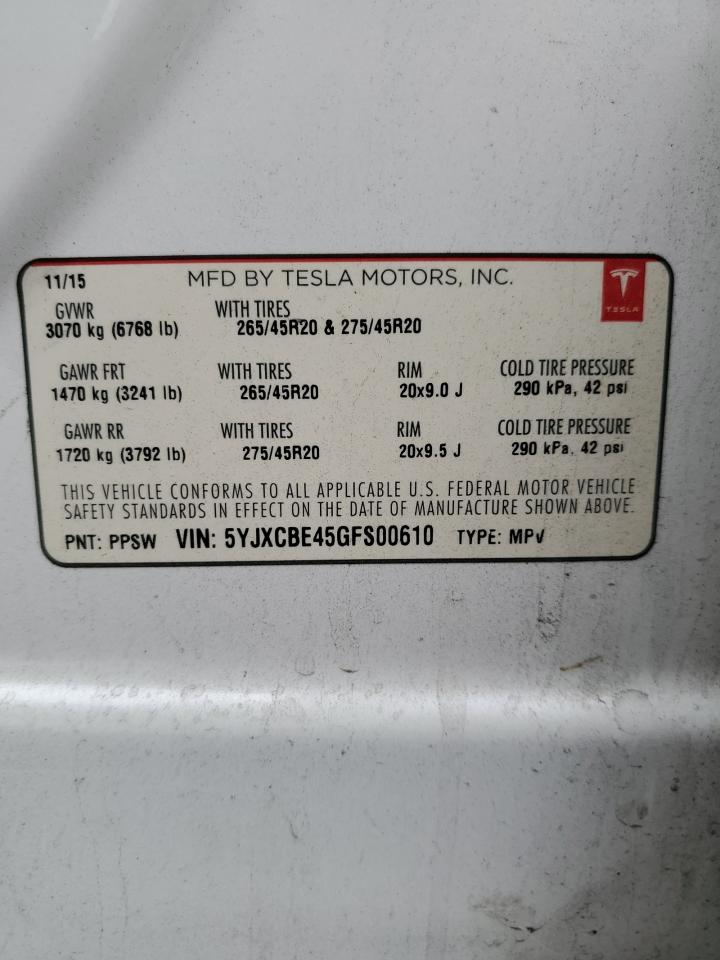 11/15 MFD BY TESLA MOTORS, INC.
TESLA
GVWR WITH TIRES
3070 kg (6768 lb) 265/45R20 & 275/45R20
GAWR FRT WITH TIRES RIM COLD TIRE PRESSURE
1470 kg (3241 lb) 265/45R20 20x9.0 J 290 kPa, 42 psi
GAWR RR WITH TIRES RIM COLD TIRE PRESSURE
1720 kg (3792 lb) 275/45R20 20x9.5 J 290 kPa, 42 psi
THIS VEHICLE CONFORMS TO ALL APPLICABLE U.S. FEDERAL MOTOR VEHICLE
SAFETY STANDARDS IN EFFECT ON THE DATE OF MANUFACTURE SHOWN ABOVE.
PNT: PPSW VIN: 5YJXCBE45GFS00610 TYPE: MPV